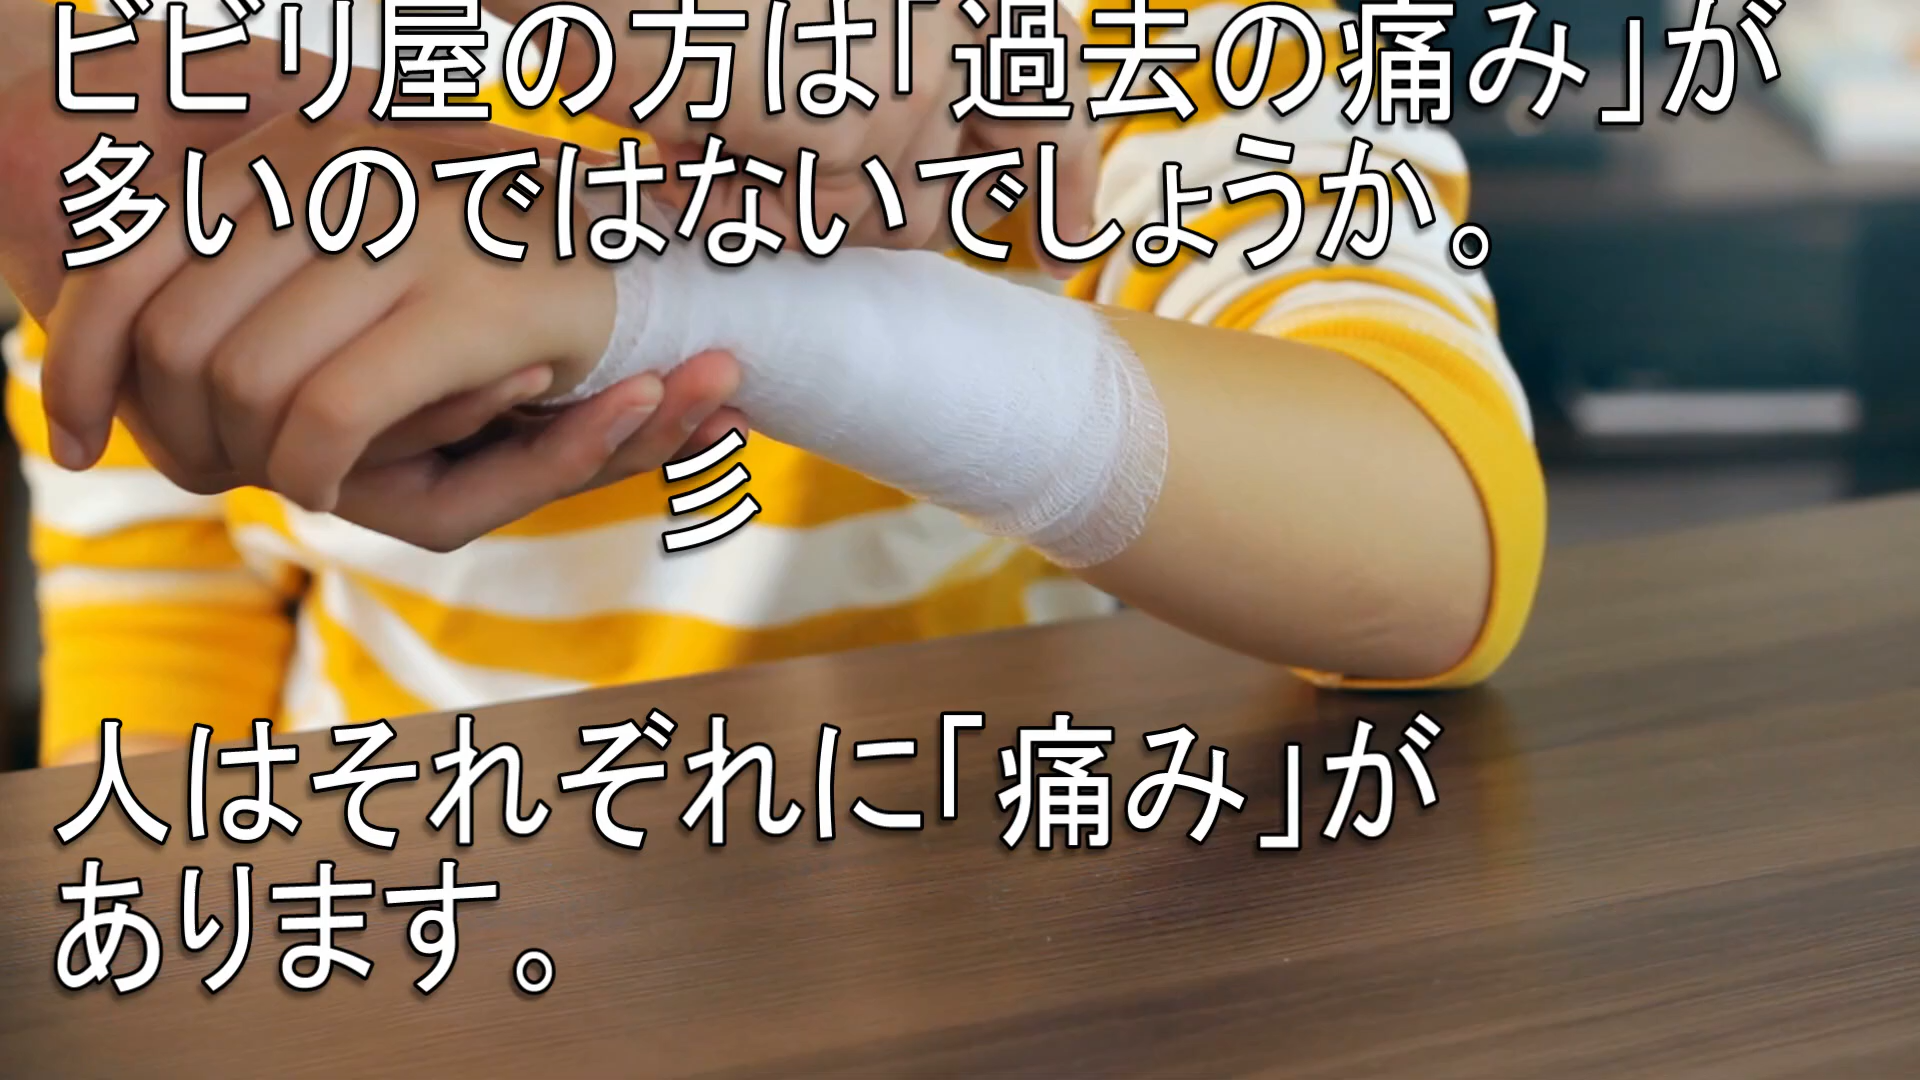 ビビリ屋の方は「過去の痛み」が
多いのではないでしょうか。
彡
人はそれぞれに「痛み」が
あります。